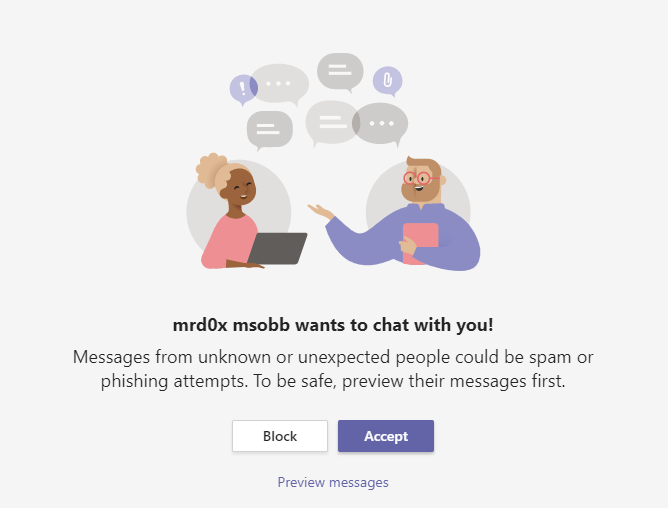 mrd0x msobb wants to chat with you!
Messages from unknown or unexpected people could be spam or
phishing attempts. To be safe, preview their messages first.
Block
Accept
Preview messages